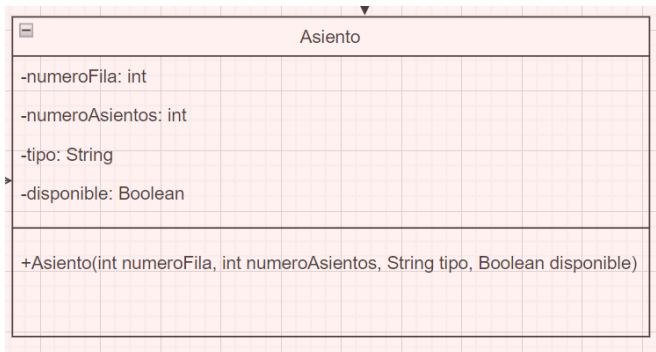 Asiento
-numeroFila: int
-numeroAsientos: int
-tipo: String
-disponible: Boolean
+Asiento(int numeroFila, int numeroAsientos, String tipo, Boolean disponible)